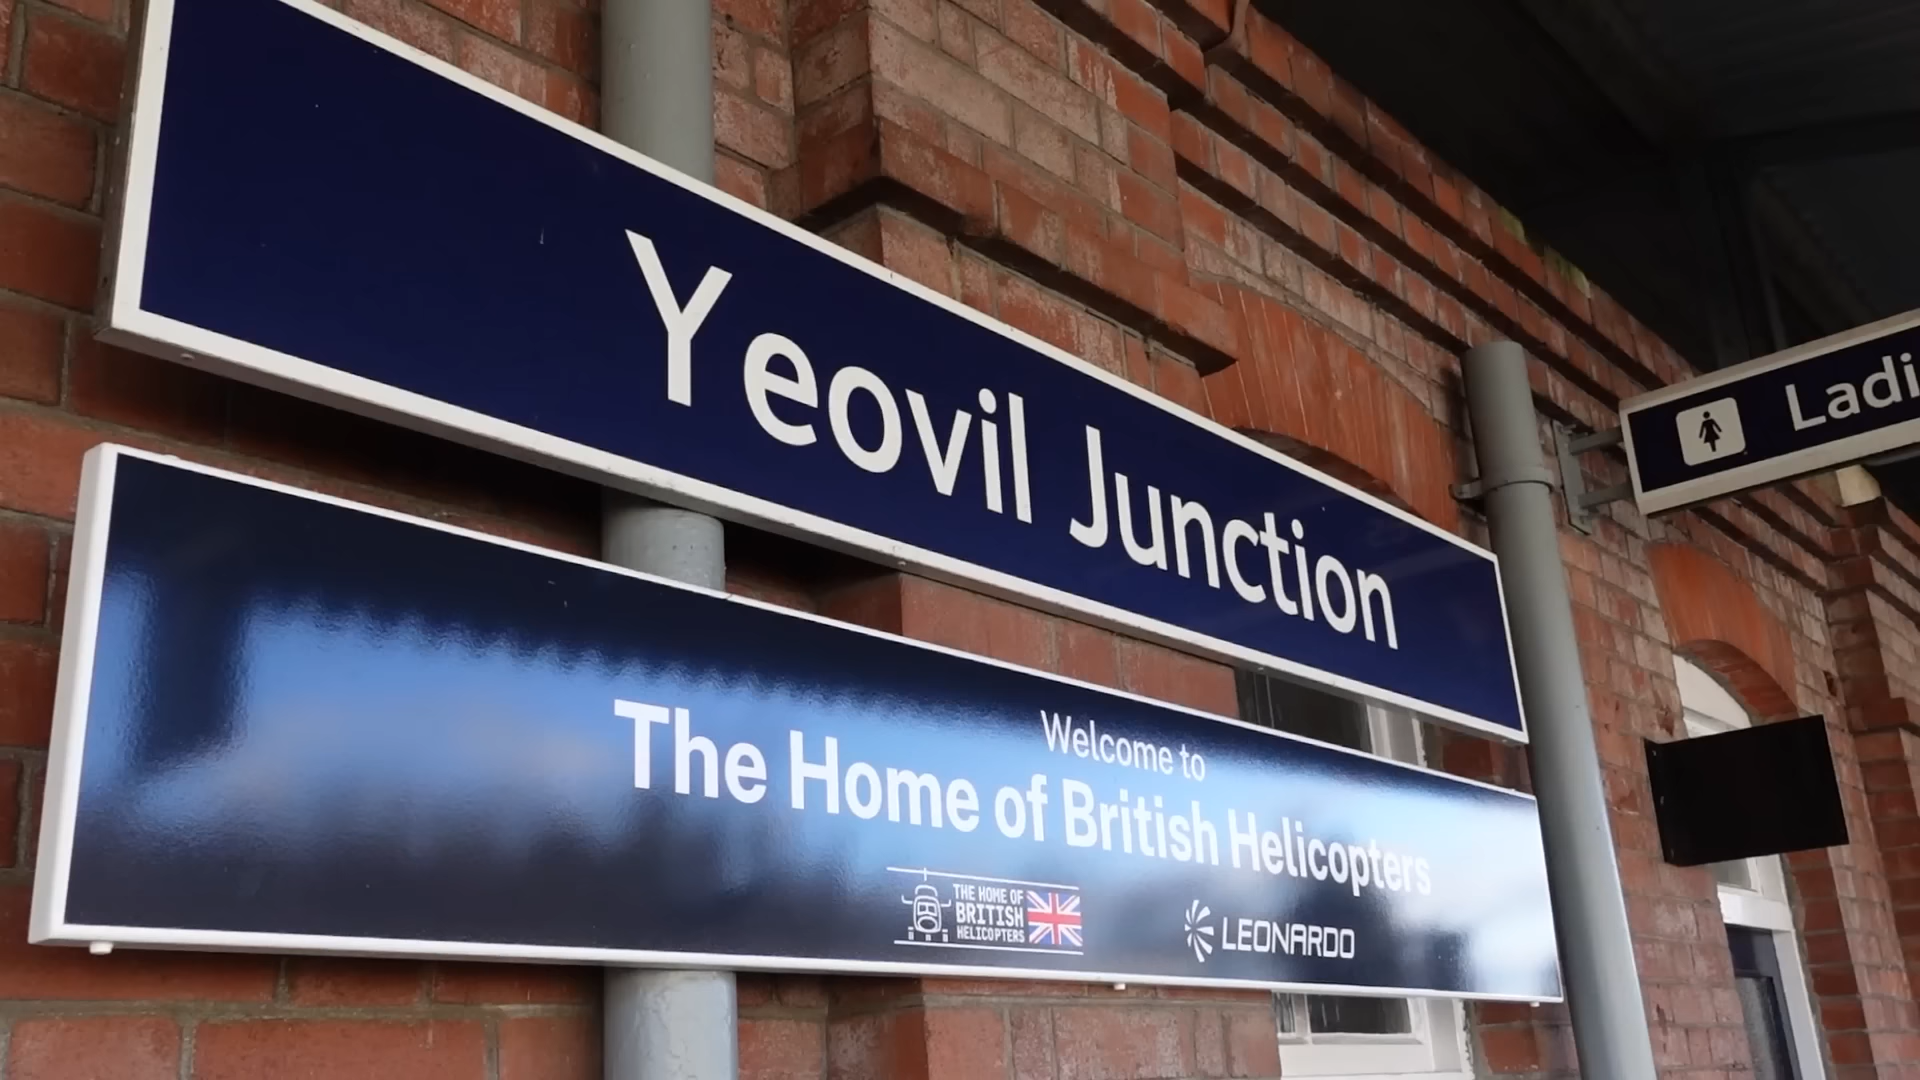 Yeovil Junction
Welcome to
The Home of British Helicopters
THE HOME OF
BRITISH
HELICOPTERS
LEONARDO
Ladi